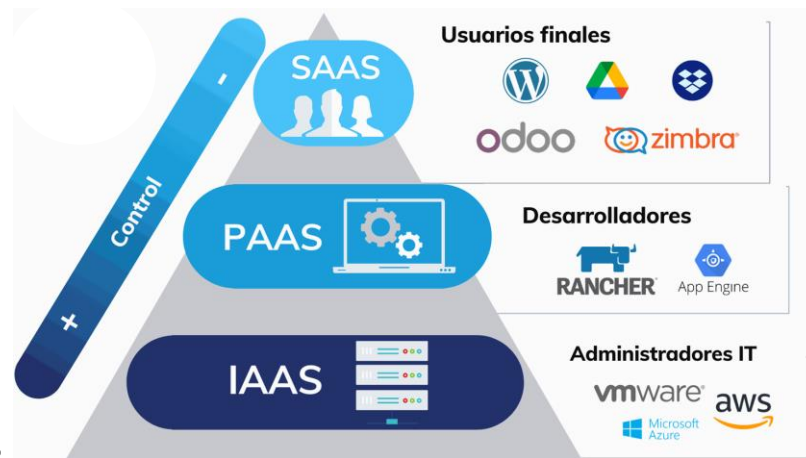 Usuarios finales
SAAS
-
odoo
zimbra
Control
+
Desarrolladores
PAAS
RANCHER®
App Engine
Administradores IT
IAAS
vmware®
aws
Microsoft
Azure